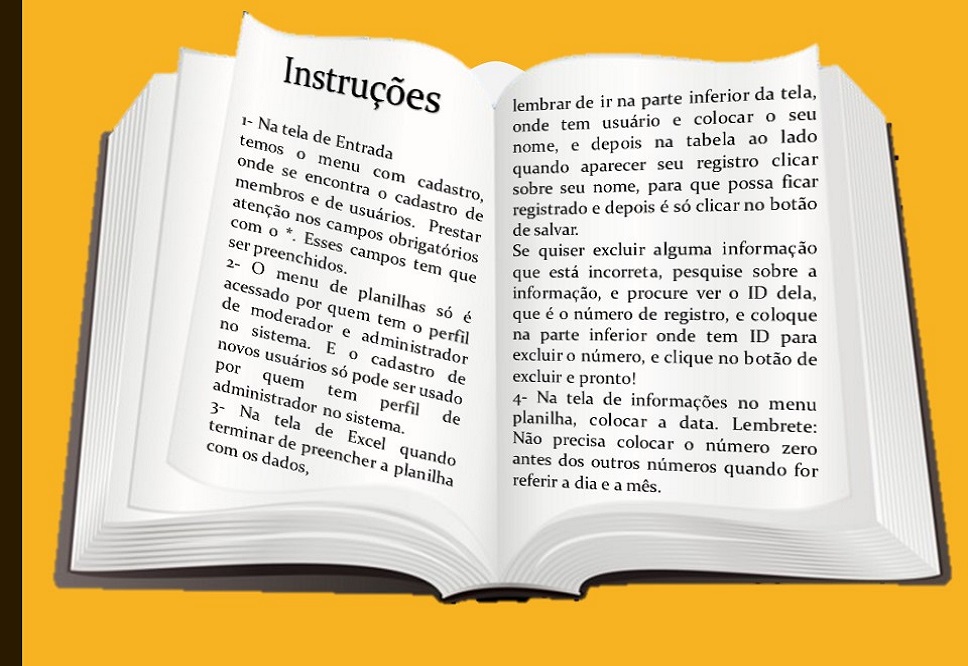 Instruções
1- Na tela de Entrada
temos o menu com cadastro,
onde se encontra o cadastro de
membros e de usuários. Prestar
atenção nos campos obrigatórios
com o *. Esses campos tem que
ser preenchidos.
2- O menu de planilhas só é
acessado por quem tem o perfil
de moderador e administrador
no sistema. E o cadastro de
novos usuários só pode ser usado
por quem tem perfil de
administrador no sistema.
3- Na tela de Excel quando
terminar de preencher a planilha
com os dados,
lembrar de ir na parte inferior da tela,
onde tem usuário e colocar o seu
nome, e depois na tabela ao lado
quando aparecer seu registro clicar
sobre seu nome, para que possa ficar
registrado e depois é só clicar no botão
de salvar.
Se quiser excluir alguma informação
que está incorreta, pesquise sobre a
informação, e procure ver o ID dela,
que é o número de registro, e coloque
na parte inferior onde tem ID para
excluir o número, e clique no botão de
excluir e pronto!
4- Na tela de informações no menu
planilha, colocar a data. Lembrete:
Não precisa colocar o número zero
antes dos outros números quando for
referir a dia e a mês.